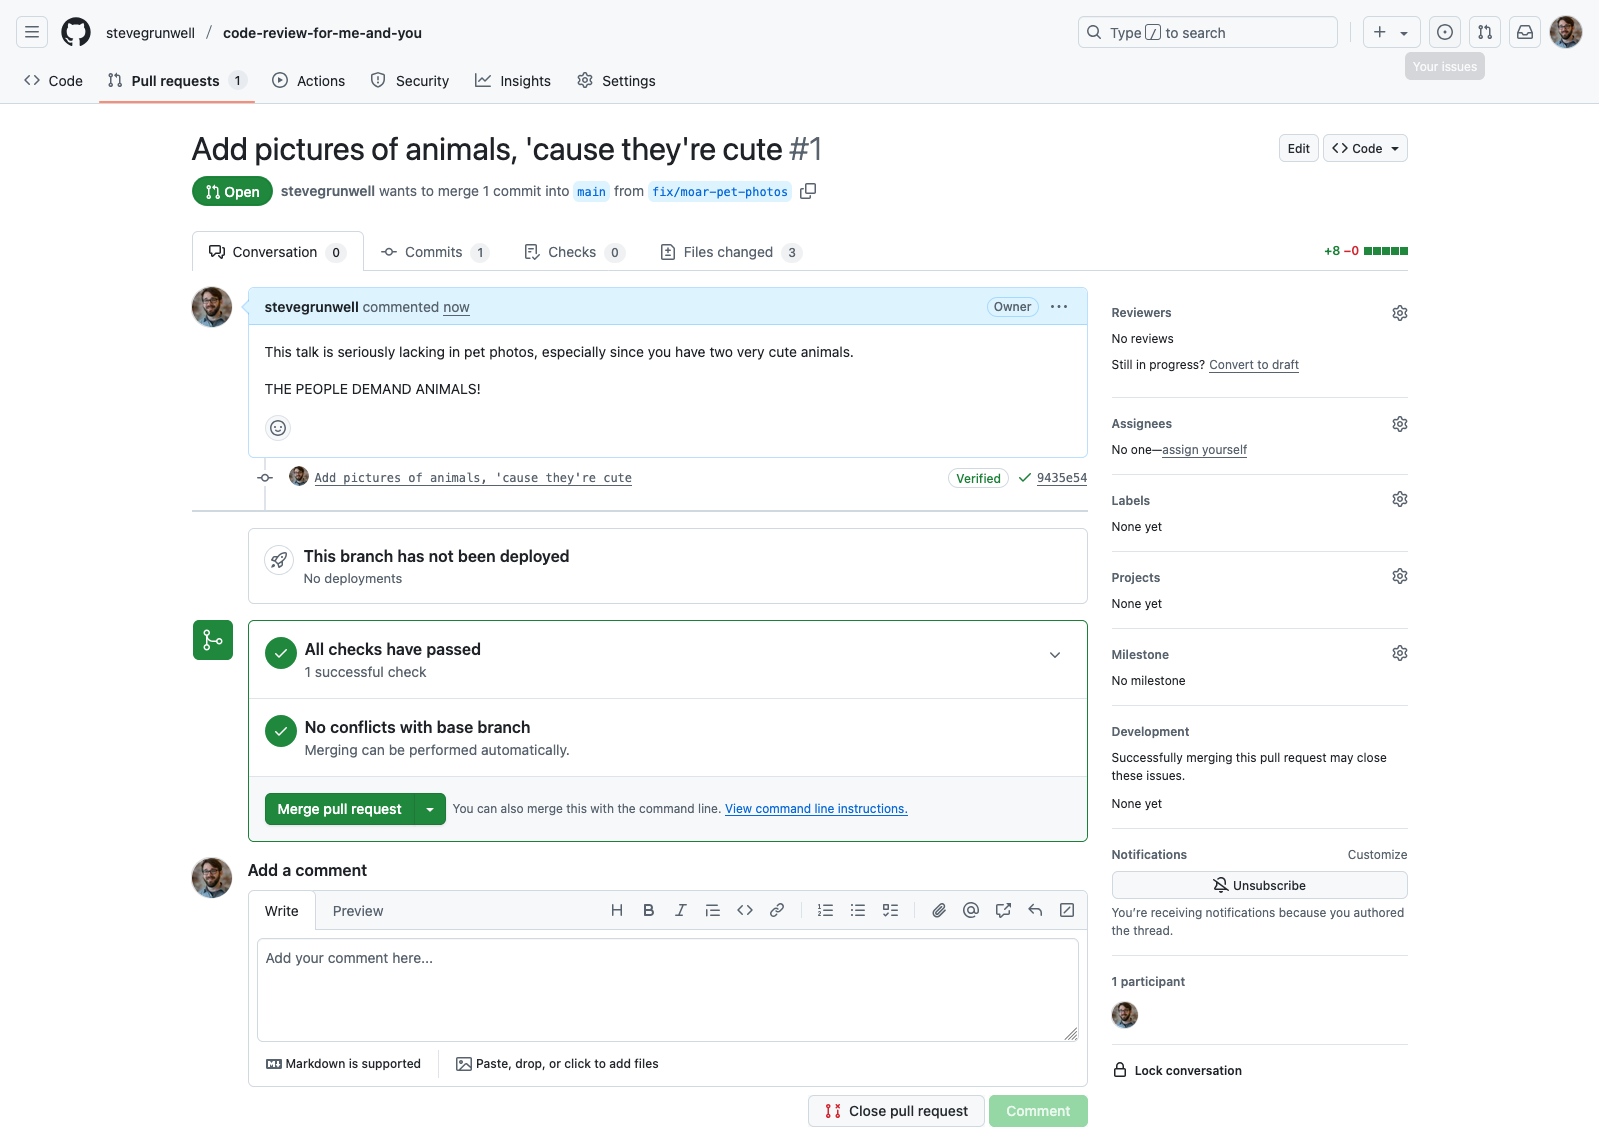 stevegrunwell / code-review-for-me-and-you
Type / to search
Your issues
Code
Pull requests 1
Actions
Security
Insights
Settings
Add pictures of animals, 'cause they're cute #1
Edit
Code
Open
stevegrunwell wants to merge 1 commit into main from fix/moar-pet-photos
Conversation 0
Commits 1
Checks 0
Files changed 3
+8 −0
stevegrunwell commented now
Owner
This talk is seriously lacking in pet photos, especially since you have two very cute animals.
THE PEOPLE DEMAND ANIMALS!
Add pictures of animals, 'cause they're cute
Verified
9435e54
This branch has not been deployed
No deployments
All checks have passed
1 successful check
No conflicts with base branch
Merging can be performed automatically.
Merge pull request
You can also merge this with the command line. View command line instructions.
Add a comment
Write
Preview
Add your comment here...
Markdown is supported
Paste, drop, or click to add files
Close pull request
Comment
Reviewers
No reviews
Still in progress? Convert to draft
Assignees
No one—assign yourself
Labels
None yet
Projects
None yet
Milestone
No milestone
Development
Successfully merging this pull request may close
these issues.
None yet
Notifications
Customize
Unsubscribe
You're receiving notifications because you authored
the thread.
1 participant
Lock conversation